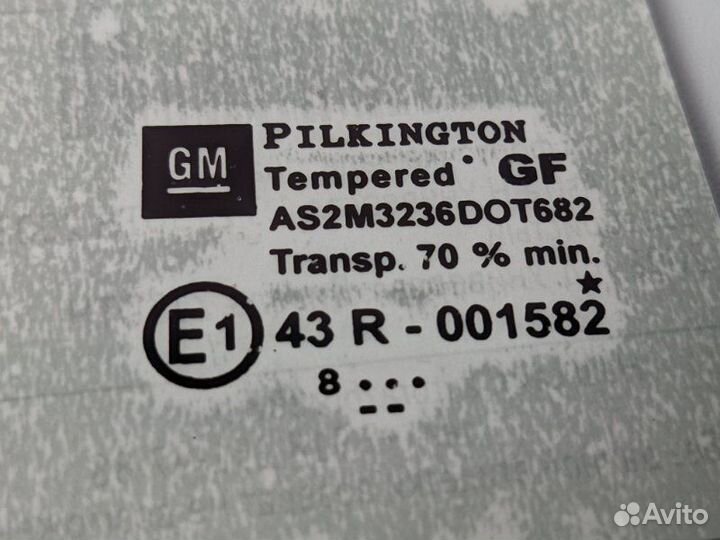 GM
PILKINGTON
Tempered GF
AS2M3236DOT682
Transp. 70 % min.
E1 43 R - 001582
8
Avito